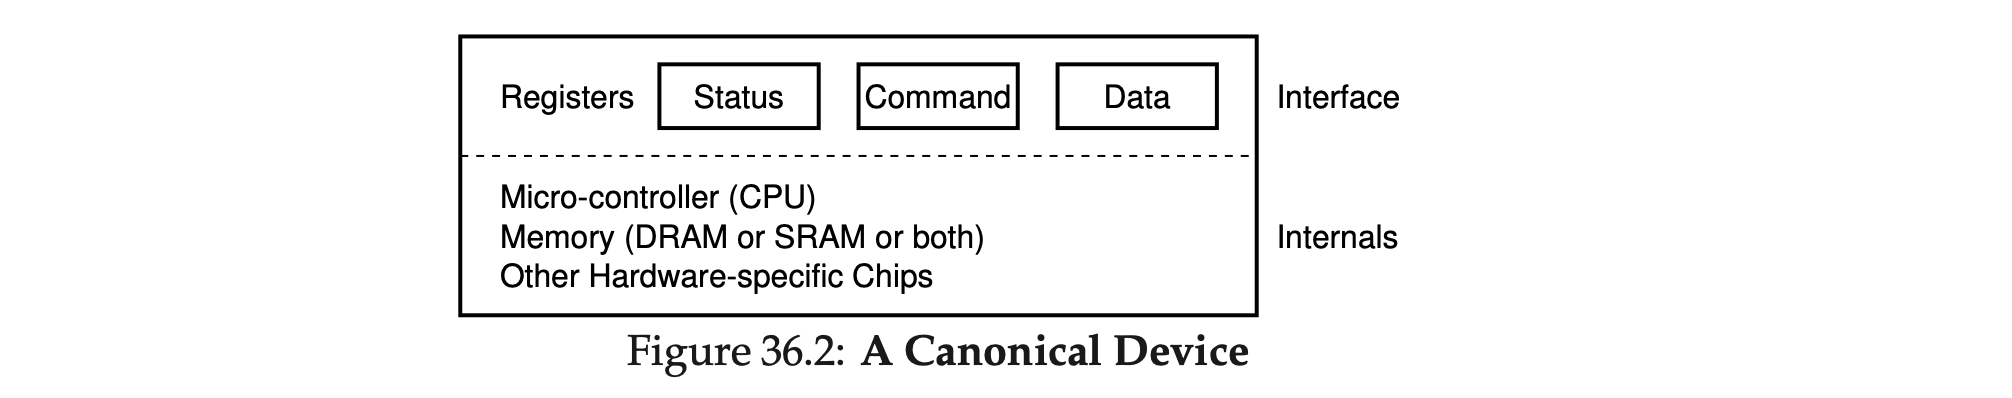 Registers Status Command Data Interface
Micro-controller (CPU)
Memory (DRAM or SRAM or both) Internals
Other Hardware-specific Chips
Figure 36.2: A Canonical Device